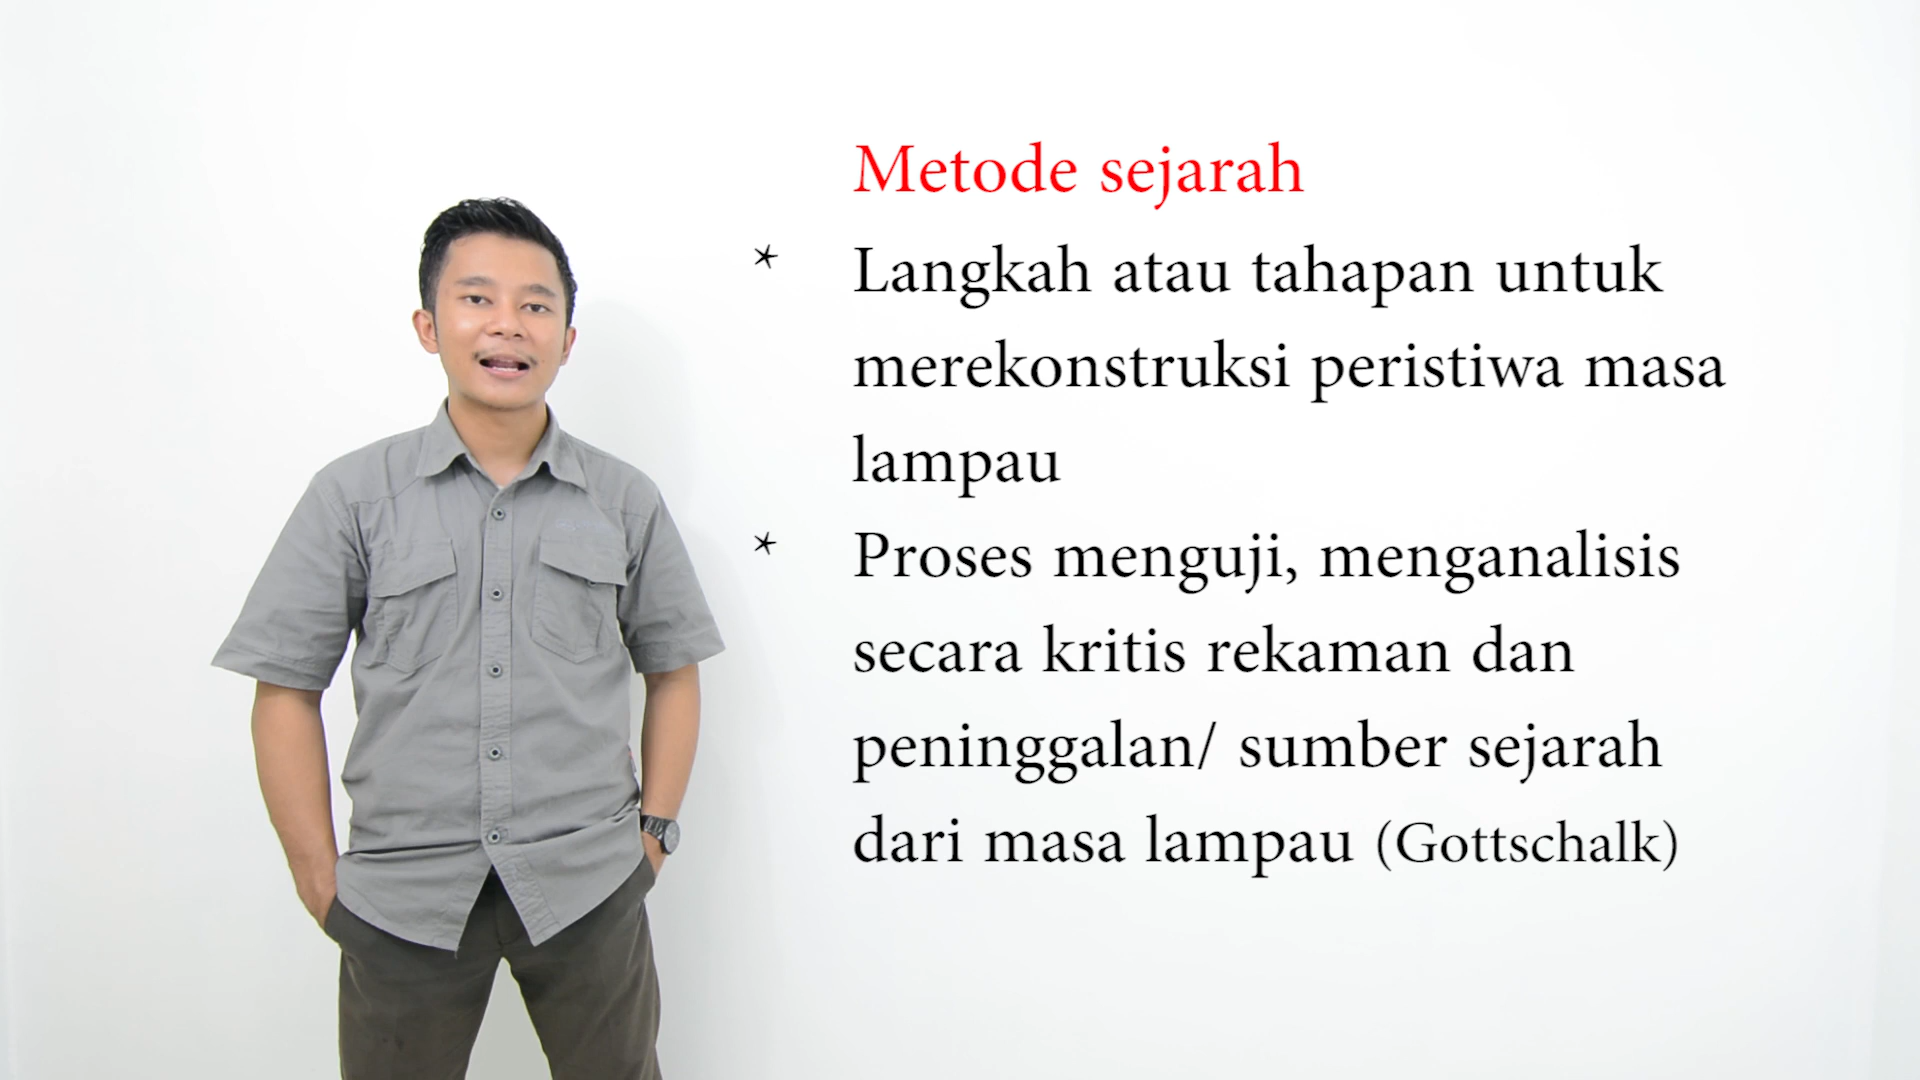 Metode sejarah
* Langkah atau tahapan untuk
merekonstruksi peristiwa masa
lampau
* Proses menguji, menganalisis
secara kritis rekaman dan
peninggalan/ sumber sejarah
dari masa lampau (Gottschalk)